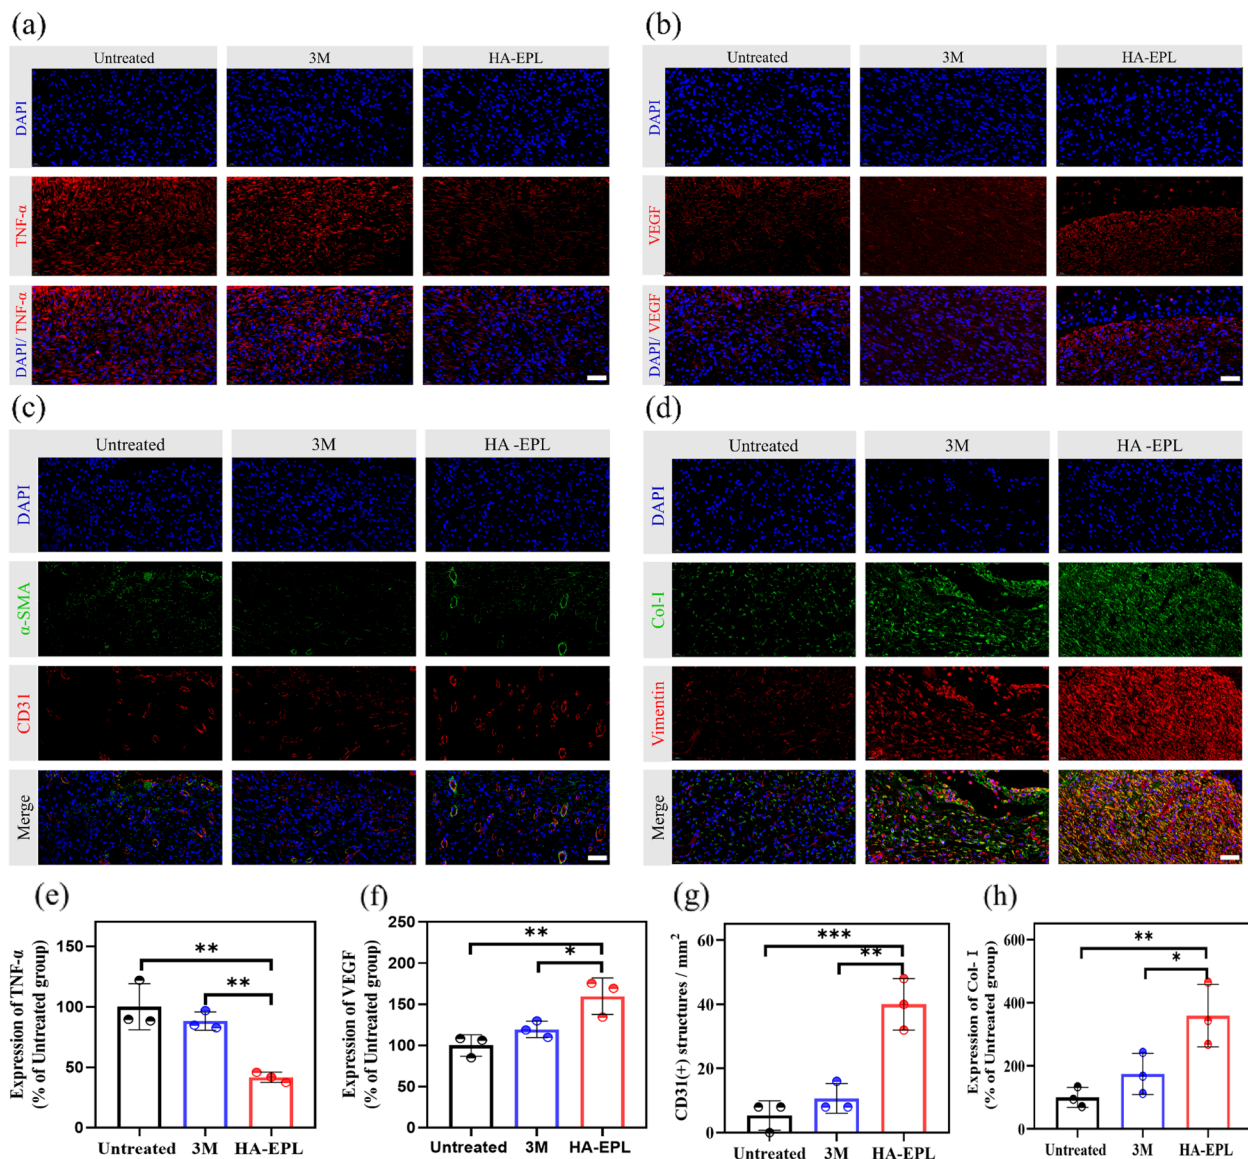 (a)
Untreated 3M HA-EPL
DAPI
TNF-α
DAPI/ TNF-α
(b)
Untreated 3M HA-EPL
DAPI
VEGF
DAPI/ VEGF
(c)
Untreated 3M HA -EPL
DAPI
α-SMA
CD31
Merge
(d)
Untreated 3M HA -EPL
DAPI
Col-I
Vimentin
Merge
(e)
Expression of TNF-α
(% of Untreated group)
150
100
50
0
**
**
Untreated 3M HA-EPL
(f)
Expression of VEGF
(% of Untreated group)
250
200
150
100
50
0
**
*
Untreated 3M HA-EPL
(g)
CD31(+) structures / mm²
60
40
20
0
***
**
Untreated 3M HA-EPL
(h)
Expression of Col- I
(% of Untreated group)
600
400
200
0
**
*
Untreated 3M HA-EPL